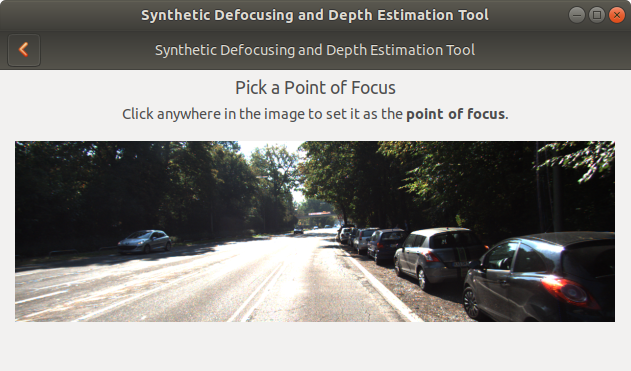 Synthetic Defocusing and Depth Estimation Tool
Synthetic Defocusing and Depth Estimation Tool
Pick a Point of Focus
Click anywhere in the image to set it as the point of focus.